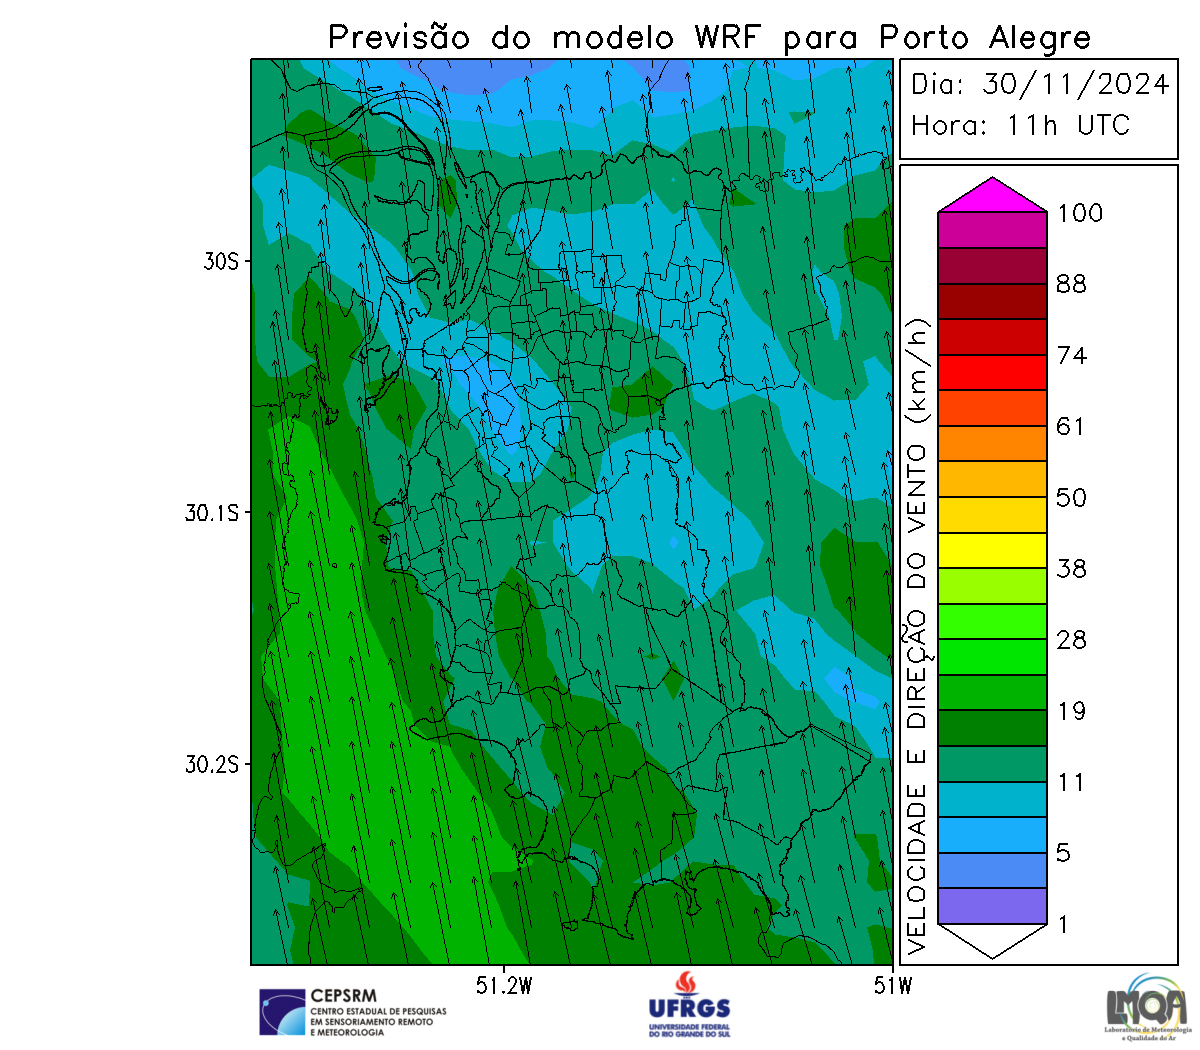 Previsão do modelo WRF para Porto Alegre
Dia: 30/11/2024
Hora: 11h UTC
30S
30.1S
30.2S
51.2W
51W
VELOCIDADE E DIREÇÃO DO VENTO (km/h)
100
88
74
61
50
38
28
19
11
5
1
CEPSRM
CENTRO ESTADUAL DE PESQUISAS
EM SENSORIAMENTO REMOTO
E METEOROLOGIA
UFRGS
UNIVERSIDADE FEDERAL
DO RIO GRANDE DO SUL
LMQA
Laboratório de Meteorologia
e Qualidade do Ar